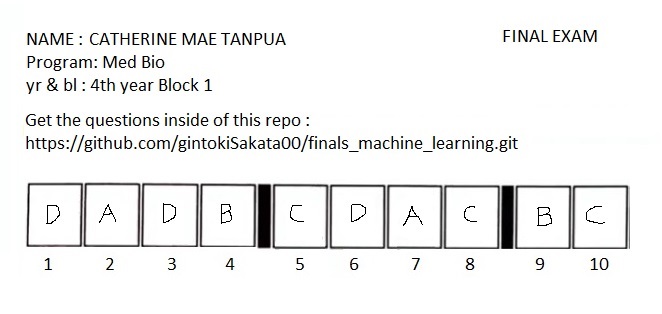 NAME : CATHERINE MAE TANPUA
FINAL EXAM
Program: Med Bio
yr & bl : 4th year Block 1
Get the questions inside of this repo :
https://github.com/gintokiSakata00/finals_machine_learning.git
D A D B C D A C B C
1 2 3 4 5 6 7 8 9 10